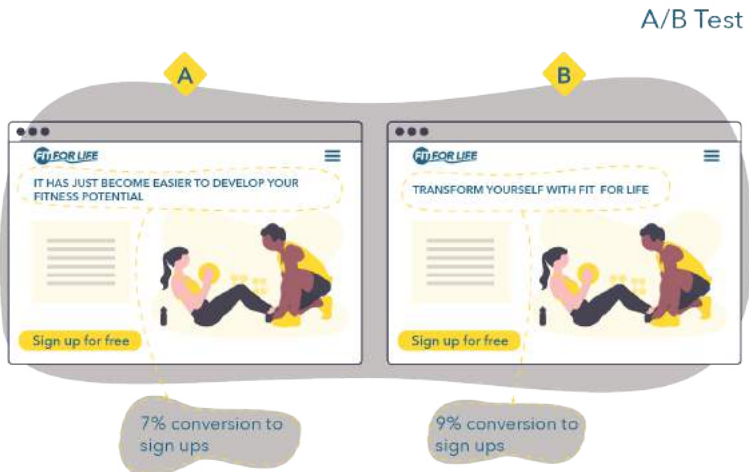 A/B Test
A
B
FIT FOR LIFE
IT HAS JUST BECOME EASIER TO DEVELOP YOUR
FITNESS POTENTIAL
Sign up for free
FIT FOR LIFE
TRANSFORM YOURSELF WITH FIT FOR LIFE
Sign up for free
7% conversion to
sign ups
9% conversion to
sign ups